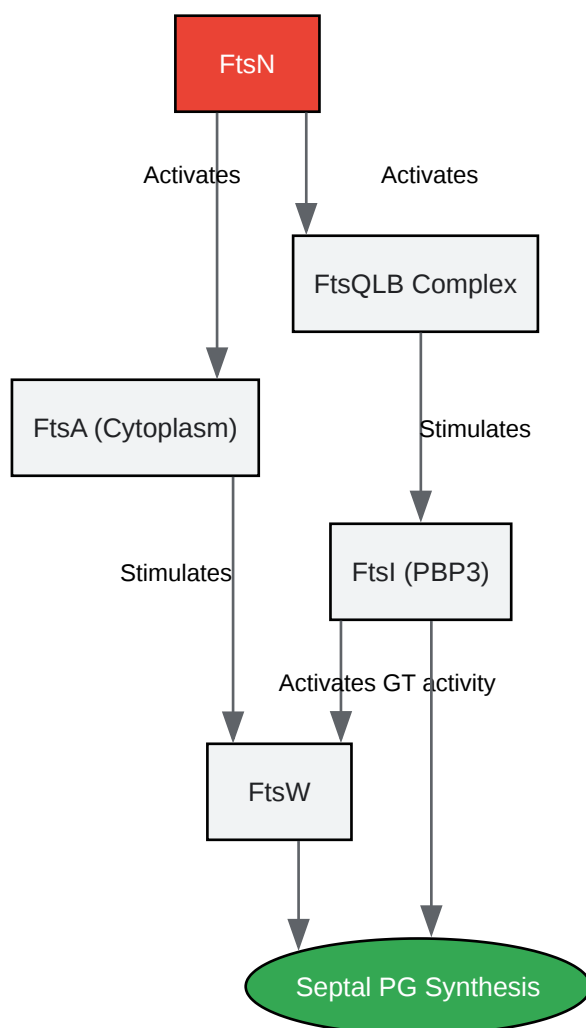 FtsN
Activates
Activates
FtsQLB Complex
FtsA (Cytoplasm)
Stimulates
FtsI (PBP3)
Stimulates
Activates GT activity
FtsW
Septal PG Synthesis